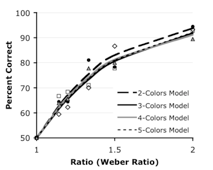 Percent Correct
100
90
80
70
60
50
2-Colors Model
3-Colors Model
4-Colors Model
5-Colors Model
1
1.5
2
Ratio (Weber Ratio)